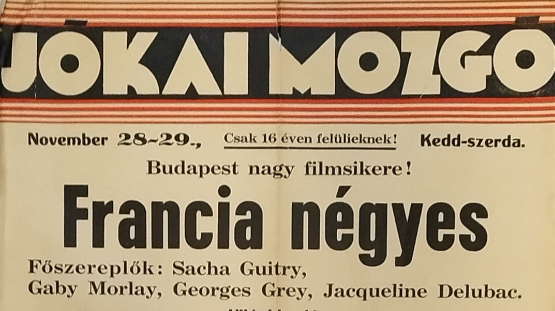 JÓKAI MOZGÓ
November 28-29., Csak 16 éven felülieknek! Kedd-szerda.
Budapest nagy filmsikere!
Francia négyes
Főszereplők: Sacha Guitry,
Gaby Morlay, Georges Grey, Jacqueline Delubac.